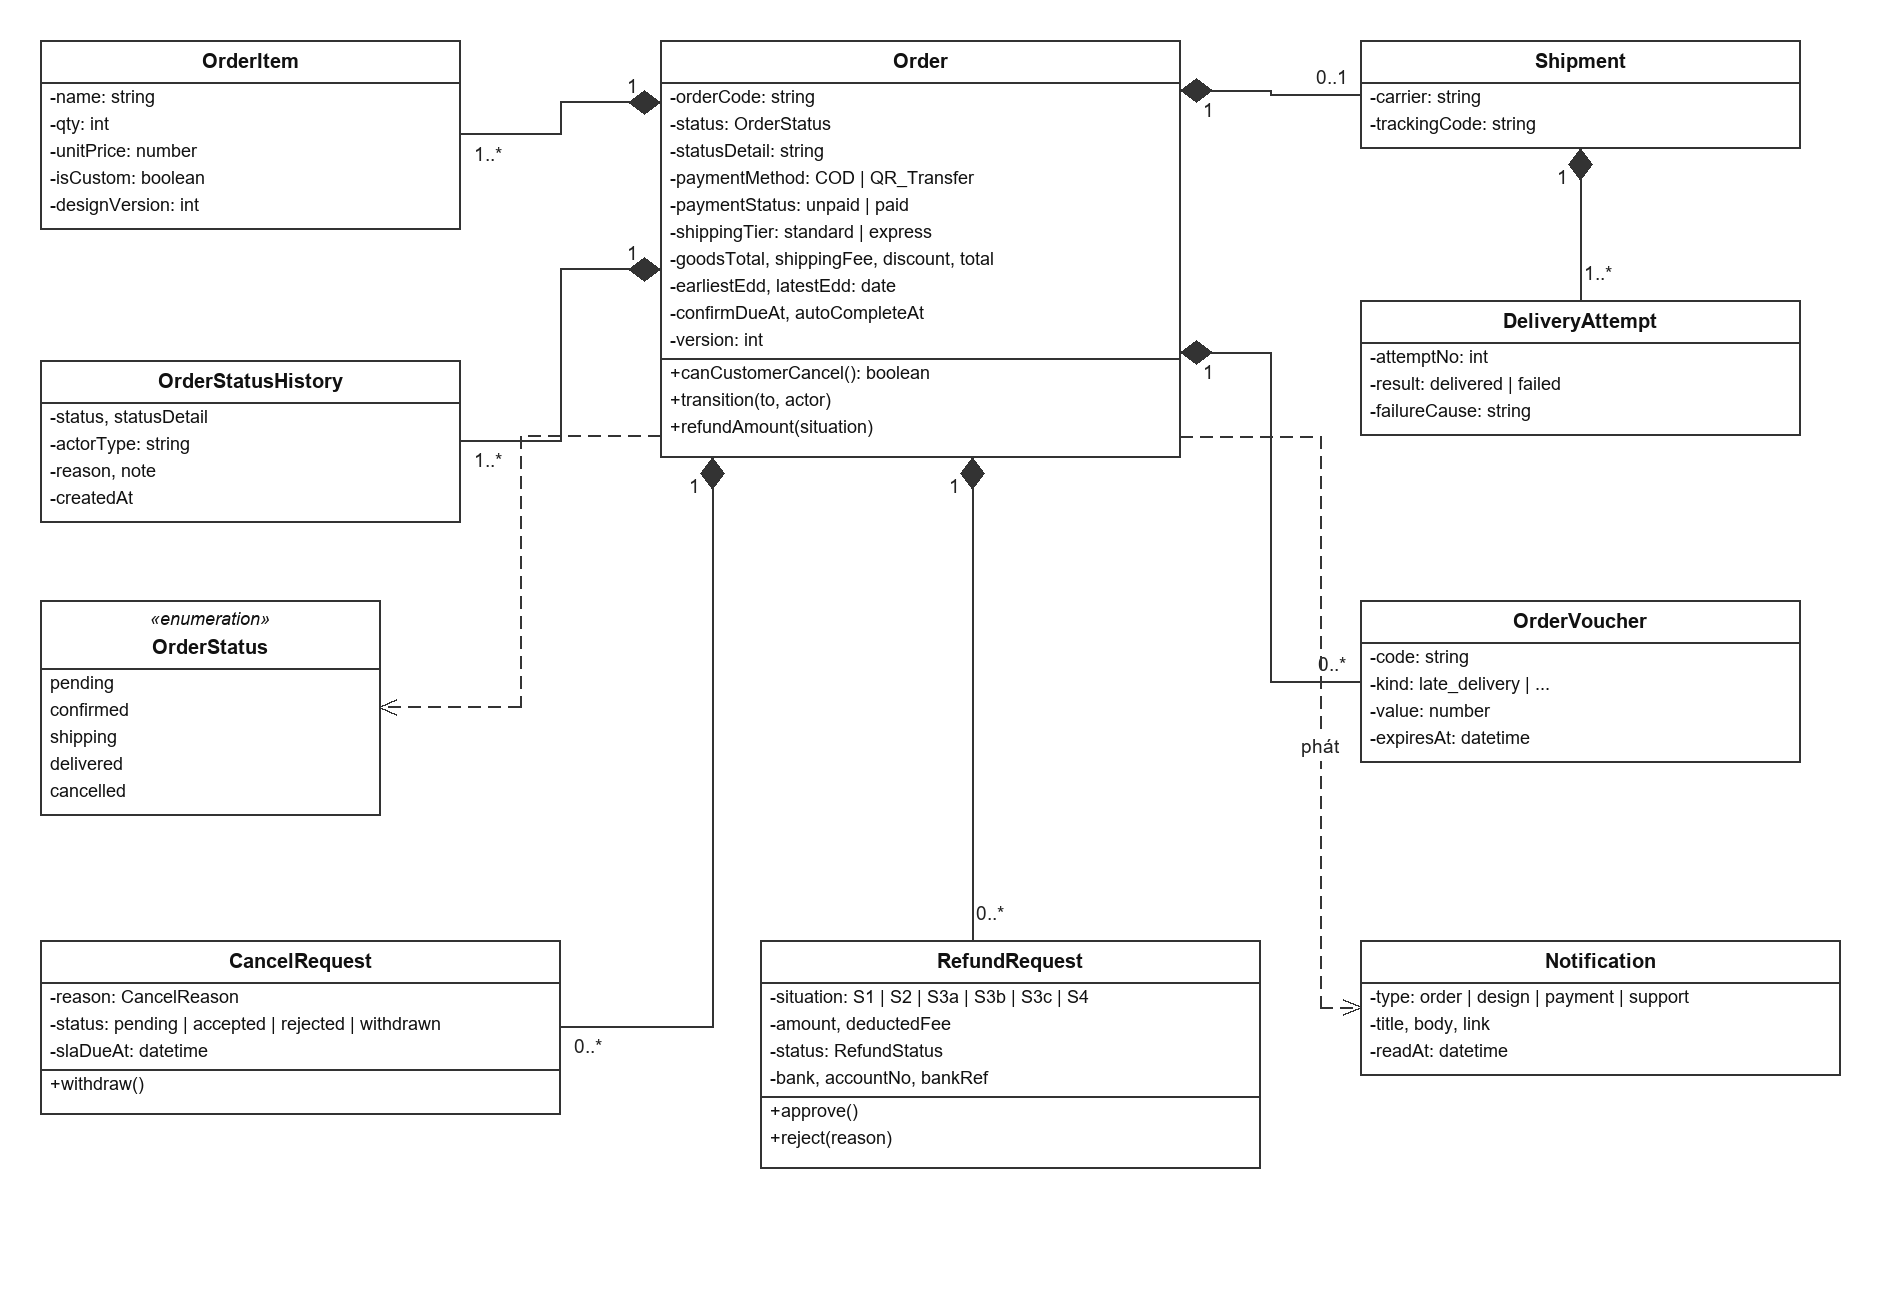 OrderItem
-name: string
-qty: int
-unitPrice: number
-isCustom: boolean
-designVersion: int
1
1..*
Order
-orderCode: string
-status: OrderStatus
-statusDetail: string
-paymentMethod: COD | QR_Transfer
-paymentStatus: unpaid | paid
-shippingTier: standard | express
-goodsTotal, shippingFee, discount, total
-earliestEdd, latestEdd: date
-confirmDueAt, autoCompleteAt
-version: int
+canCustomerCancel(): boolean
+transition(to, actor)
+refundAmount(situation)
1
0..1
Shipment
-carrier: string
-trackingCode: string
1
1..*
DeliveryAttempt
-attemptNo: int
-result: delivered | failed
-failureCause: string
1
1..*
OrderStatusHistory
-status, statusDetail
-actorType: string
-reason, note
-createdAt
1
0..*
OrderVoucher
-code: string
-kind: late_delivery | ...
-value: number
-expiresAt: datetime
«enumeration»
OrderStatus
pending
confirmed
shipping
delivered
cancelled
phát
1
0..*
CancelRequest
-reason: CancelReason
-status: pending | accepted | rejected | withdrawn
-slaDueAt: datetime
+withdraw()
1
0..*
RefundRequest
-situation: S1 | S2 | S3a | S3b | S3c | S4
-amount, deductedFee
-status: RefundStatus
-bank, accountNo, bankRef
+approve()
+reject(reason)
Notification
-type: order | design | payment | support
-title, body, link
-readAt: datetime